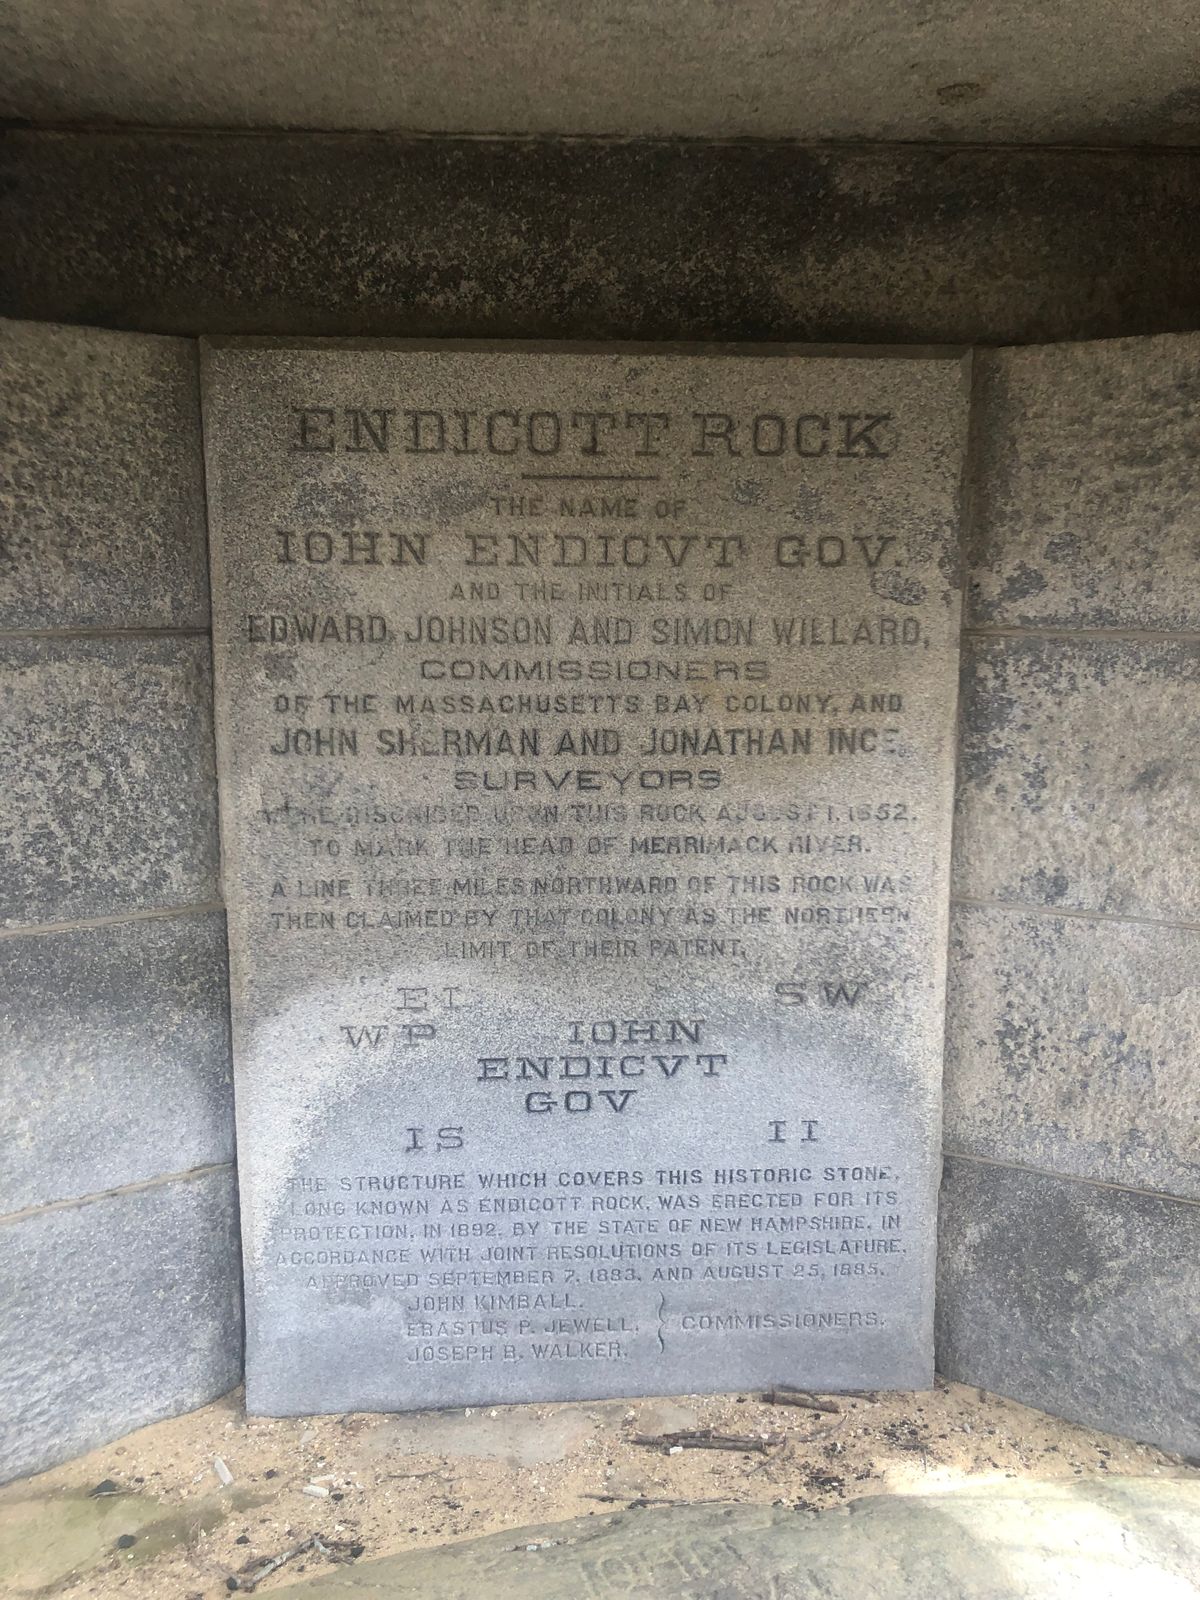 ENDICOTT ROCK
THE NAME OF
IOHN ENDICVT GOV.
AND THE INITIALS OF
EDWARD JOHNSON AND SIMON WILLARD,
COMMISSIONERS
OF THE MASSACHUSETTS BAY COLONY, AND
JOHN SHERMAN AND JONATHAN INCE,
SURVEYORS
WERE INSCRIBED UPON THIS ROCK AUGUST 1, 1652,
TO MARK THE HEAD OF MERRIMACK RIVER.
A LINE THREE MILES NORTHWARD OF THIS ROCK WAS
THEN CLAIMED BY THAT COLONY AS THE NORTHERN
LIMIT OF THEIR PATENT.
EI SW
WP IOHN
ENDICVT
GOV
IS II
THE STRUCTURE WHICH COVERS THIS HISTORIC STONE,
LONG KNOWN AS ENDICOTT ROCK, WAS ERECTED FOR ITS
PROTECTION, IN 1892, BY THE STATE OF NEW HAMPSHIRE, IN
ACCORDANCE WITH JOINT RESOLUTIONS OF ITS LEGISLATURE,
APPROVED SEPTEMBER 7, 1883, AND AUGUST 25, 1885.
JOHN KIMBALL,
ERASTUS P. JEWELL, } COMMISSIONERS.
JOSEPH B. WALKER,